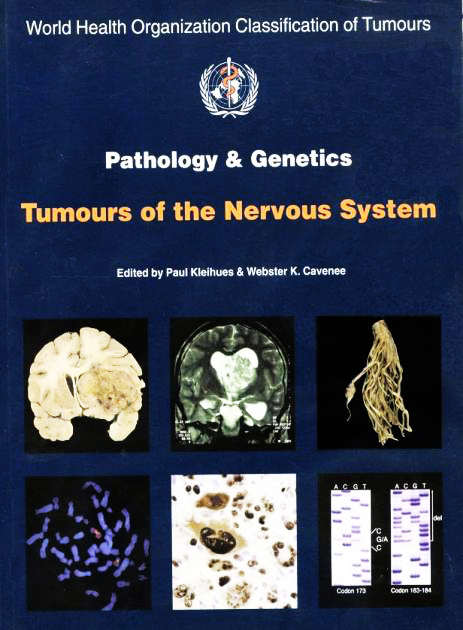 World Health Organization Classification of Tumours
Pathology & Genetics
Tumours of the Nervous System
Edited by Paul Kleihues & Webster K. Cavenee
A C G T
A C G T
C
G/A
C
del
Codon 173
Codon 183-184